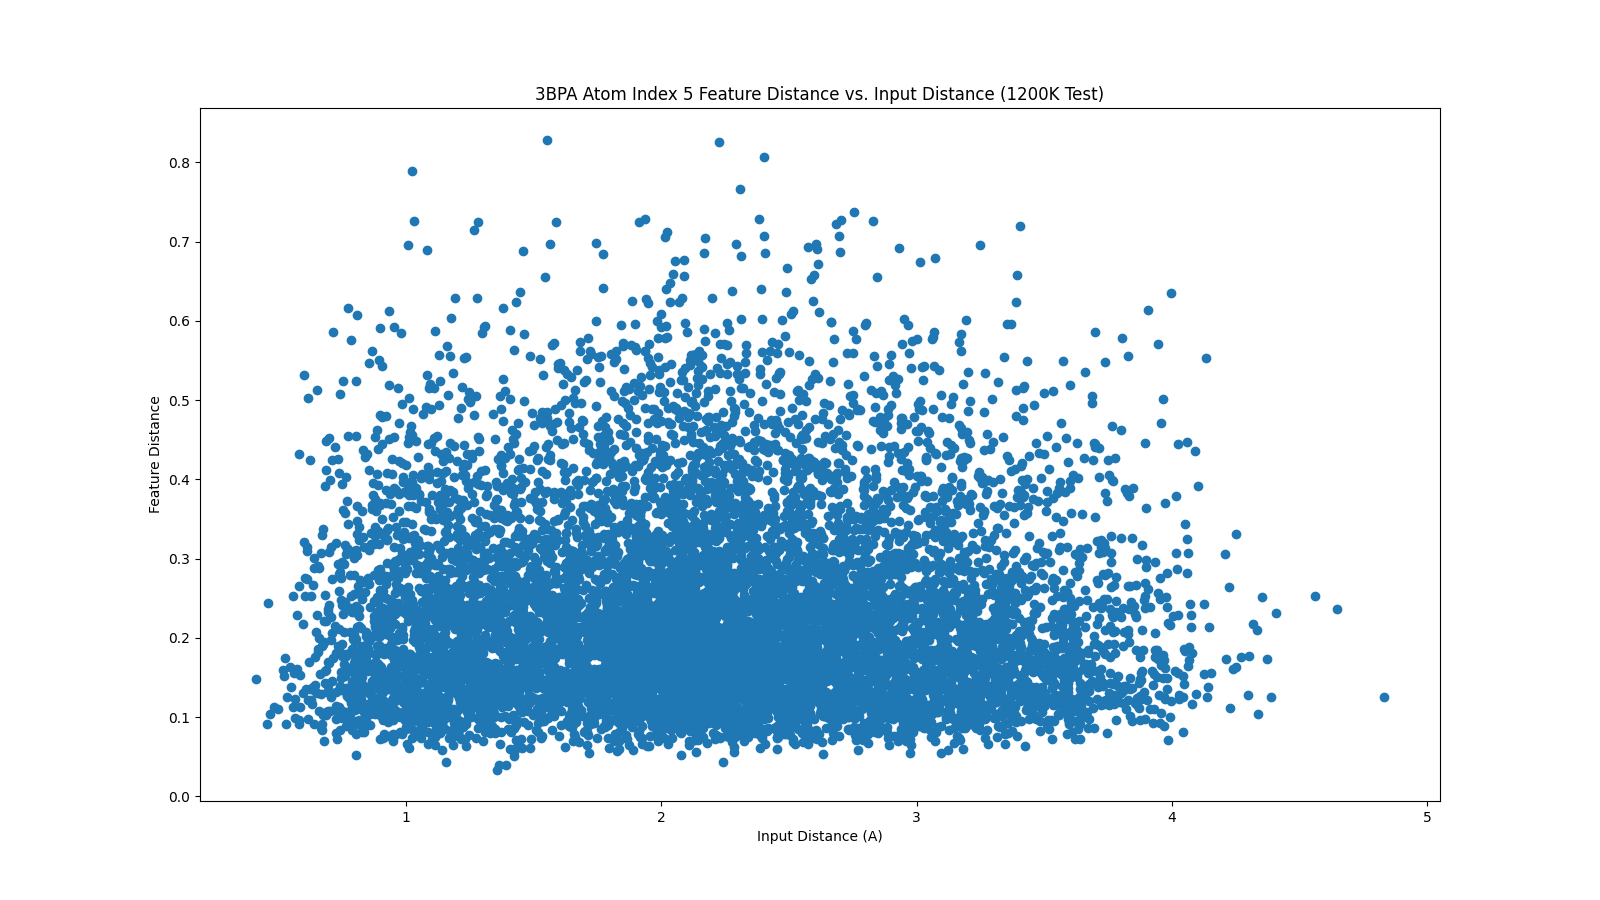 3BPA Atom Index 5 Feature Distance vs. Input Distance (1200K Test)
0.8
0.7
0.6
0.5
0.4
0.3
0.2
0.1
0.0
Feature Distance
1 2 3 4 5
Input Distance (A)